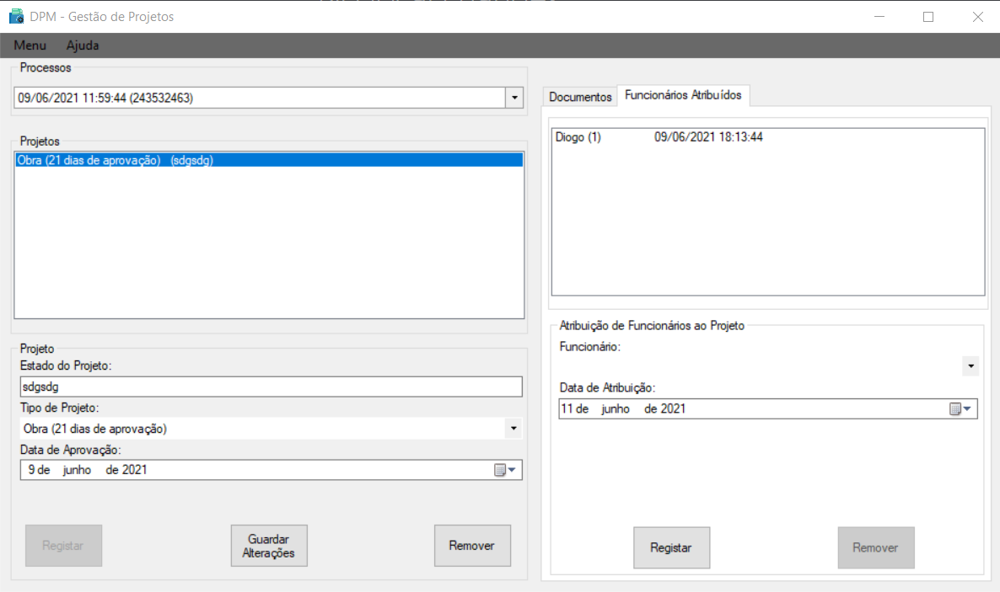 DPM - Gestão de Projetos
Menu Ajuda
Processos
09/06/2021 11:59:44 (243532463)
Projetos
Obra (21 dias de aprovação) (sdgsdg)
Projeto
Estado do Projeto:
sdgsdg
Tipo de Projeto:
Obra (21 dias de aprovação)
Data de Aprovação:
9 de junho de 2021
Registar
Guardar
Alterações
Remover
Documentos Funcionários Atribuídos
Diogo (1) 09/06/2021 18:13:44
Atribuição de Funcionários ao Projeto
Funcionário:
Data de Atribuição:
11 de junho de 2021
Registar
Remover